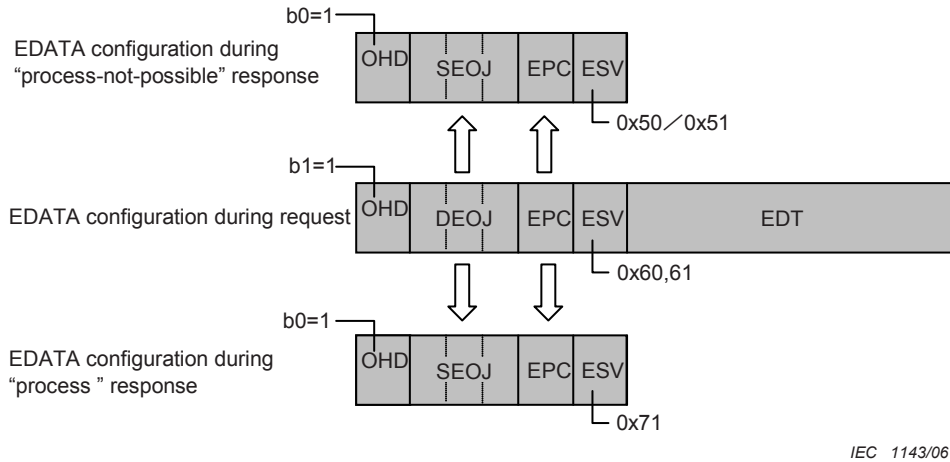 b0=1
EDATA configuration during
“process-not-possible” response
OHD SEOJ EPC ESV
0x50／0x51
b1=1
EDATA configuration during request
OHD DEOJ EPC ESV EDT
0x60,61
b0=1
EDATA configuration during
“process ” response
OHD SEOJ EPC ESV
0x71
IEC 1143/06